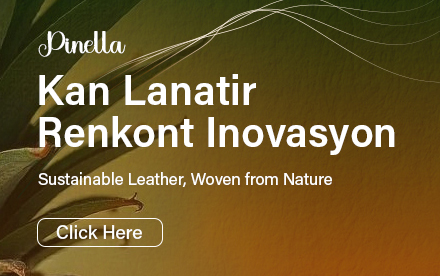 Pinella
Kan Lanatir
Renkont Inovasyon
Sustainable Leather, Woven from Nature
Click Here